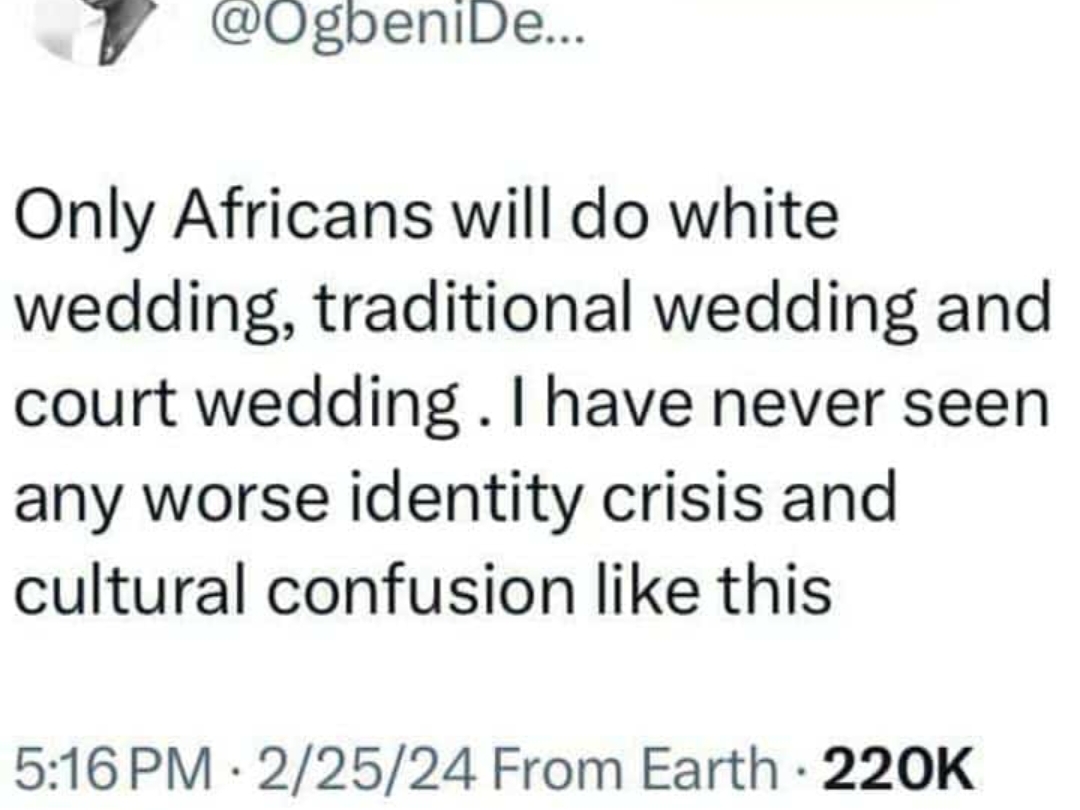 @OgbeniDe...
Only Africans will do white
wedding, traditional wedding and
court wedding . I have never seen
any worse identity crisis and
cultural confusion like this
5:16 PM · 2/25/24 From Earth · 220K